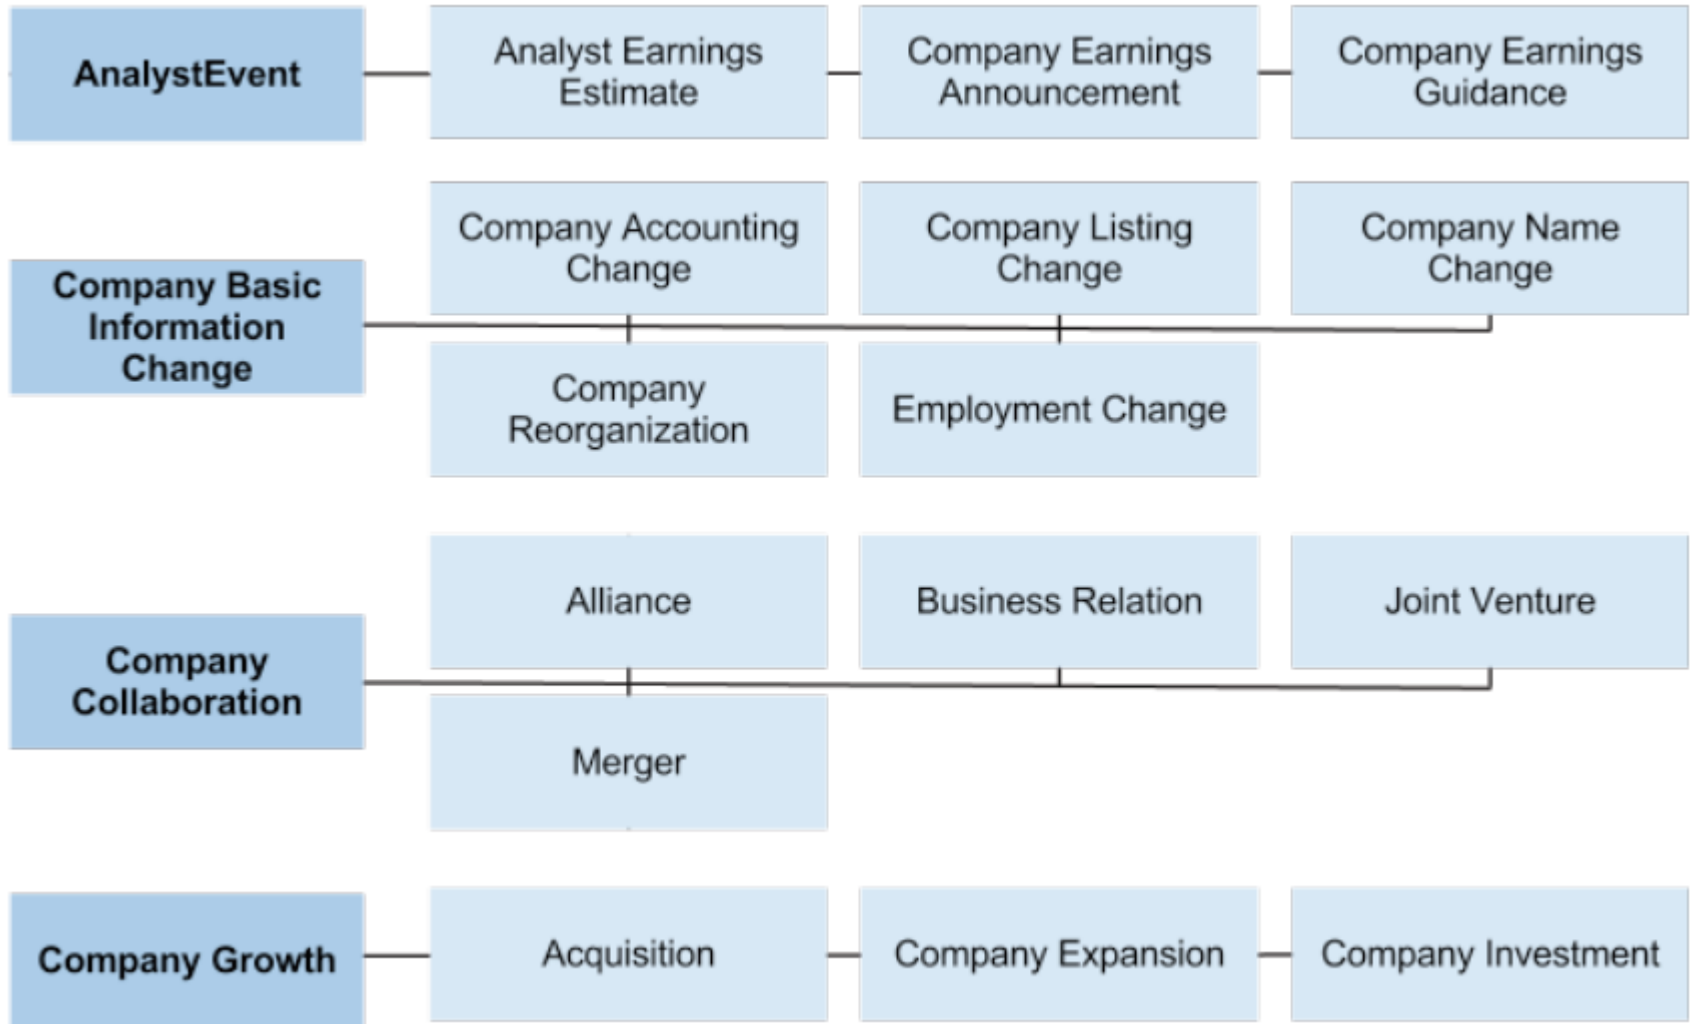 AnalystEvent
Analyst Earnings
Estimate
Company Earnings
Announcement
Company Earnings
Guidance
Company Basic
Information
Change
Company Accounting
Change
Company Listing
Change
Company Name
Change
Company
Reorganization
Employment Change
Company
Collaboration
Alliance
Business Relation
Joint Venture
Merger
Company Growth
Acquisition
Company Expansion
Company Investment